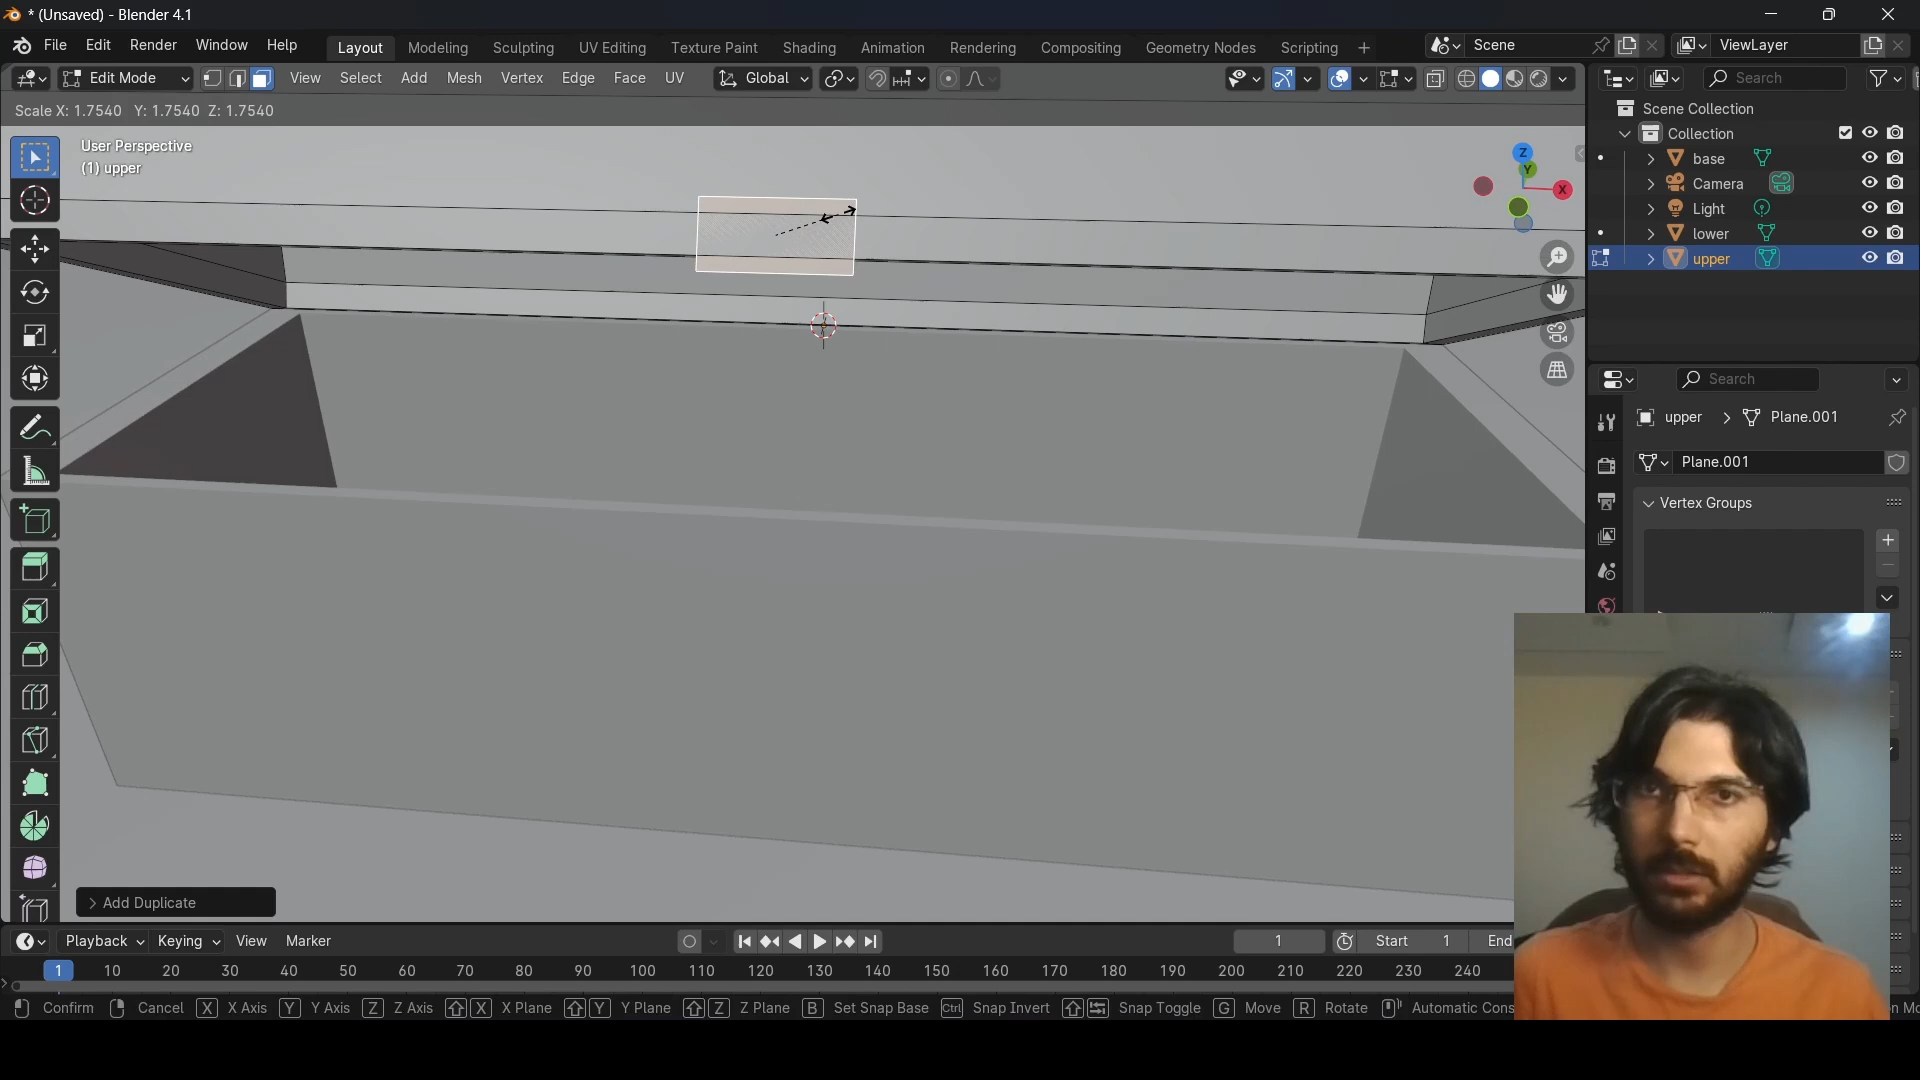 * (Unsaved) - Blender 4.1
File Edit Render Window Help Layout Modeling Sculpting UV Editing Texture Paint Shading Animation Rendering Compositing Geometry Nodes Scripting + Scene ViewLayer
Edit Mode View Select Add Mesh Vertex Edge Face UV Global Search
Scale X: 1.7540 Y: 1.7540 Z: 1.7540
Scene Collection
Collection
User Perspective
(1) upper
Z
Y
X
base
Camera
Light
lower
upper
Search
upper > Plane.001
Plane.001
Vertex Groups
Add Duplicate
Playback Keying View Marker 1 Start 1 End
1 10 20 30 40 50 60 70 80 90 100 110 120 130 140 150 160 170 180 190 200 210 220 230 240
Confirm Cancel X X Axis Y Y Axis Z Z Axis X X Plane Y Y Plane Z Z Plane B Set Snap Base Ctrl Snap Invert Snap Toggle G Move R Rotate Automatic Cons